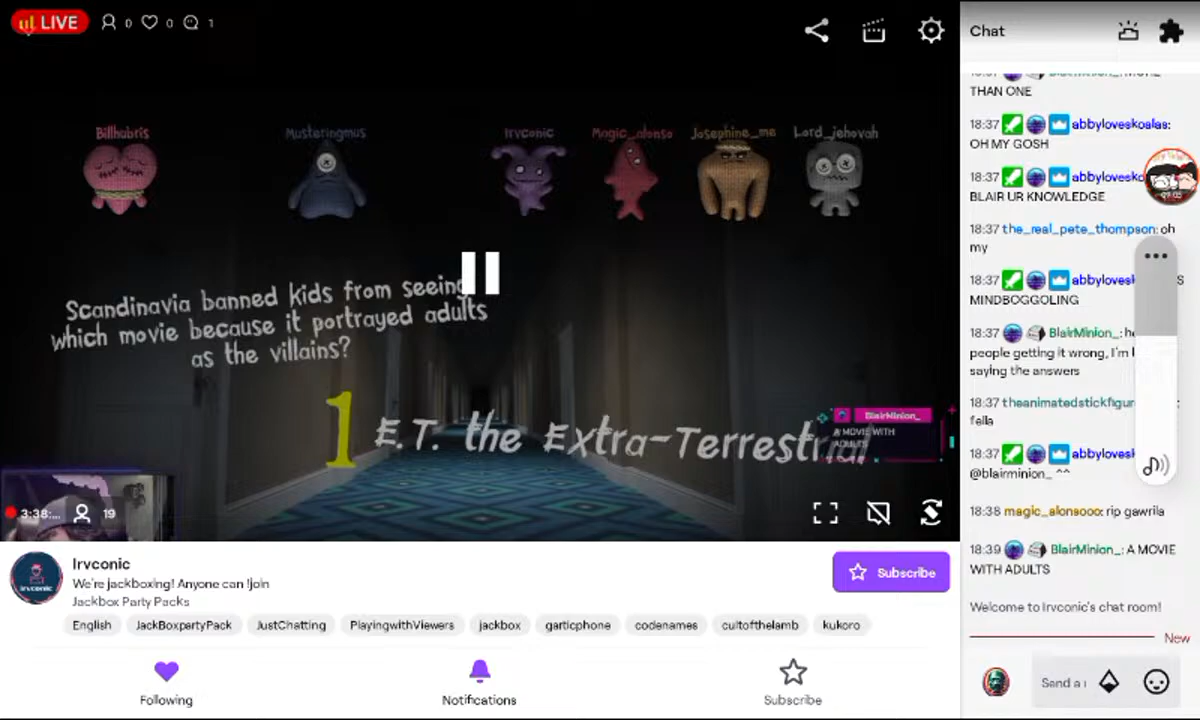 LIVE 0 0 1
Chat
Billhabris Musteringmus Irvconic Magic_alonso Josephine_me Lord_jehovah
Scandinavia banned kids from seeing
which movie because it portrayed adults
as the villains?
1 E.T. the Extra-Terrestrial
BlairMinion_
A MOVIE WITH
ADULTS
3:38:... 19
Irvconic
We're jackboxing! Anyone can !join
Jackbox Party Packs
Subscribe
English JackBoxpartyPack JustChatting PlayingwithViewers jackbox garticphone codenames cultofthelamb kukoro
Following Notifications Subscribe
THAN ONE
18:37 abbyloveskoalas:
OH MY GOSH
18:37 abbylovesko
BLAIR UR KNOWLEDGE
18:37 the_real_pete_thompson: oh
my
18:37 abbylovesk S
MINDBOGGOLING
18:37 BlairMinion_: he
people getting it wrong, I'm
saying the answers
18:37 theanimatedstickfigur :
fella
18:37 abbylovesk
@blairminion_ ^^
18:38 magic_alonsooo: rip gawrila
18:39 BlairMinion_: A MOVIE
WITH ADULTS
Welcome to Irvconic's chat room!
New
Send a